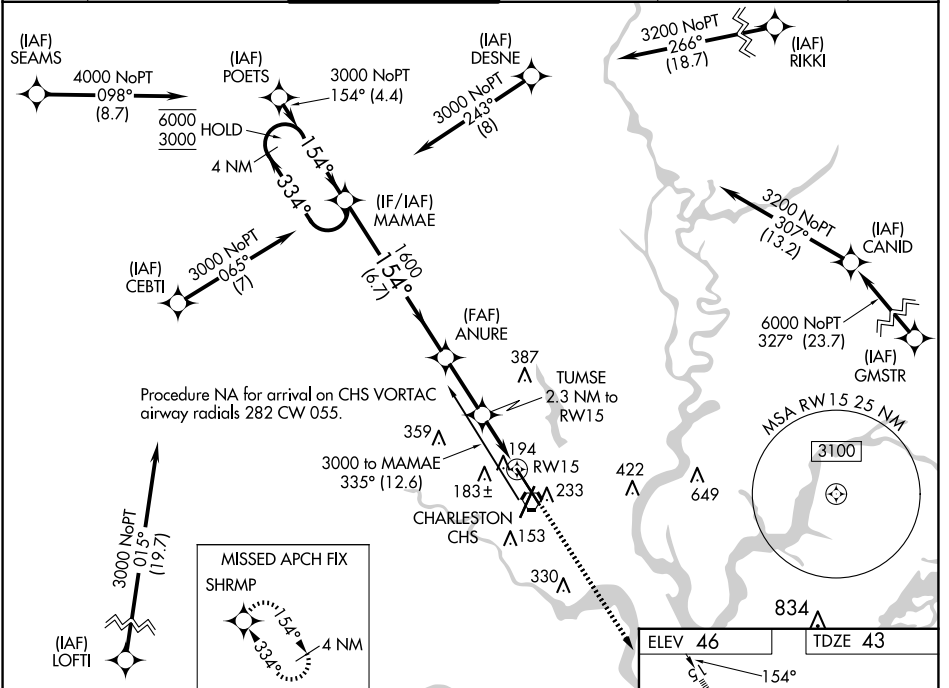 (IAF)
SEAMS
4000 NoPT
098°
(8.7)
(IAF)
POETS
3000 NoPT
154° (4.4)
(IAF)
DESNE
3000 NoPT
243°
(8)
3200 NoPT
266°
(18.7)
(IAF)
RIKKI
6000
3000
HOLD
4 NM
154°
334°
(IF/IAF)
MAMAE
3200 NoPT
307°
(13.2)
(IAF)
CANID
(IAF)
CEBTI
3000 NoPT
065°
(7)
1600
154°
(6.7)
6000 NoPT
327° (23.7)
(IAF)
GMSTR
(FAF)
ANURE
387
TUMSE
2.3 NM to
RW15
Procedure NA for arrival on CHS VORTAC
airway radials 282 CW 055.
MSA RW15 25 NM
3100
359
3000 to MAMAE
335° (12.6)
194
RW15
183±
233
422
649
CHARLESTON
CHS
153
330
3000 NoPT
015°
(19.7)
(IAF)
LOFTI
MISSED APCH FIX
SHRMP
154°
334°
4 NM
834
ELEV 46
TDZE 43
154°
15